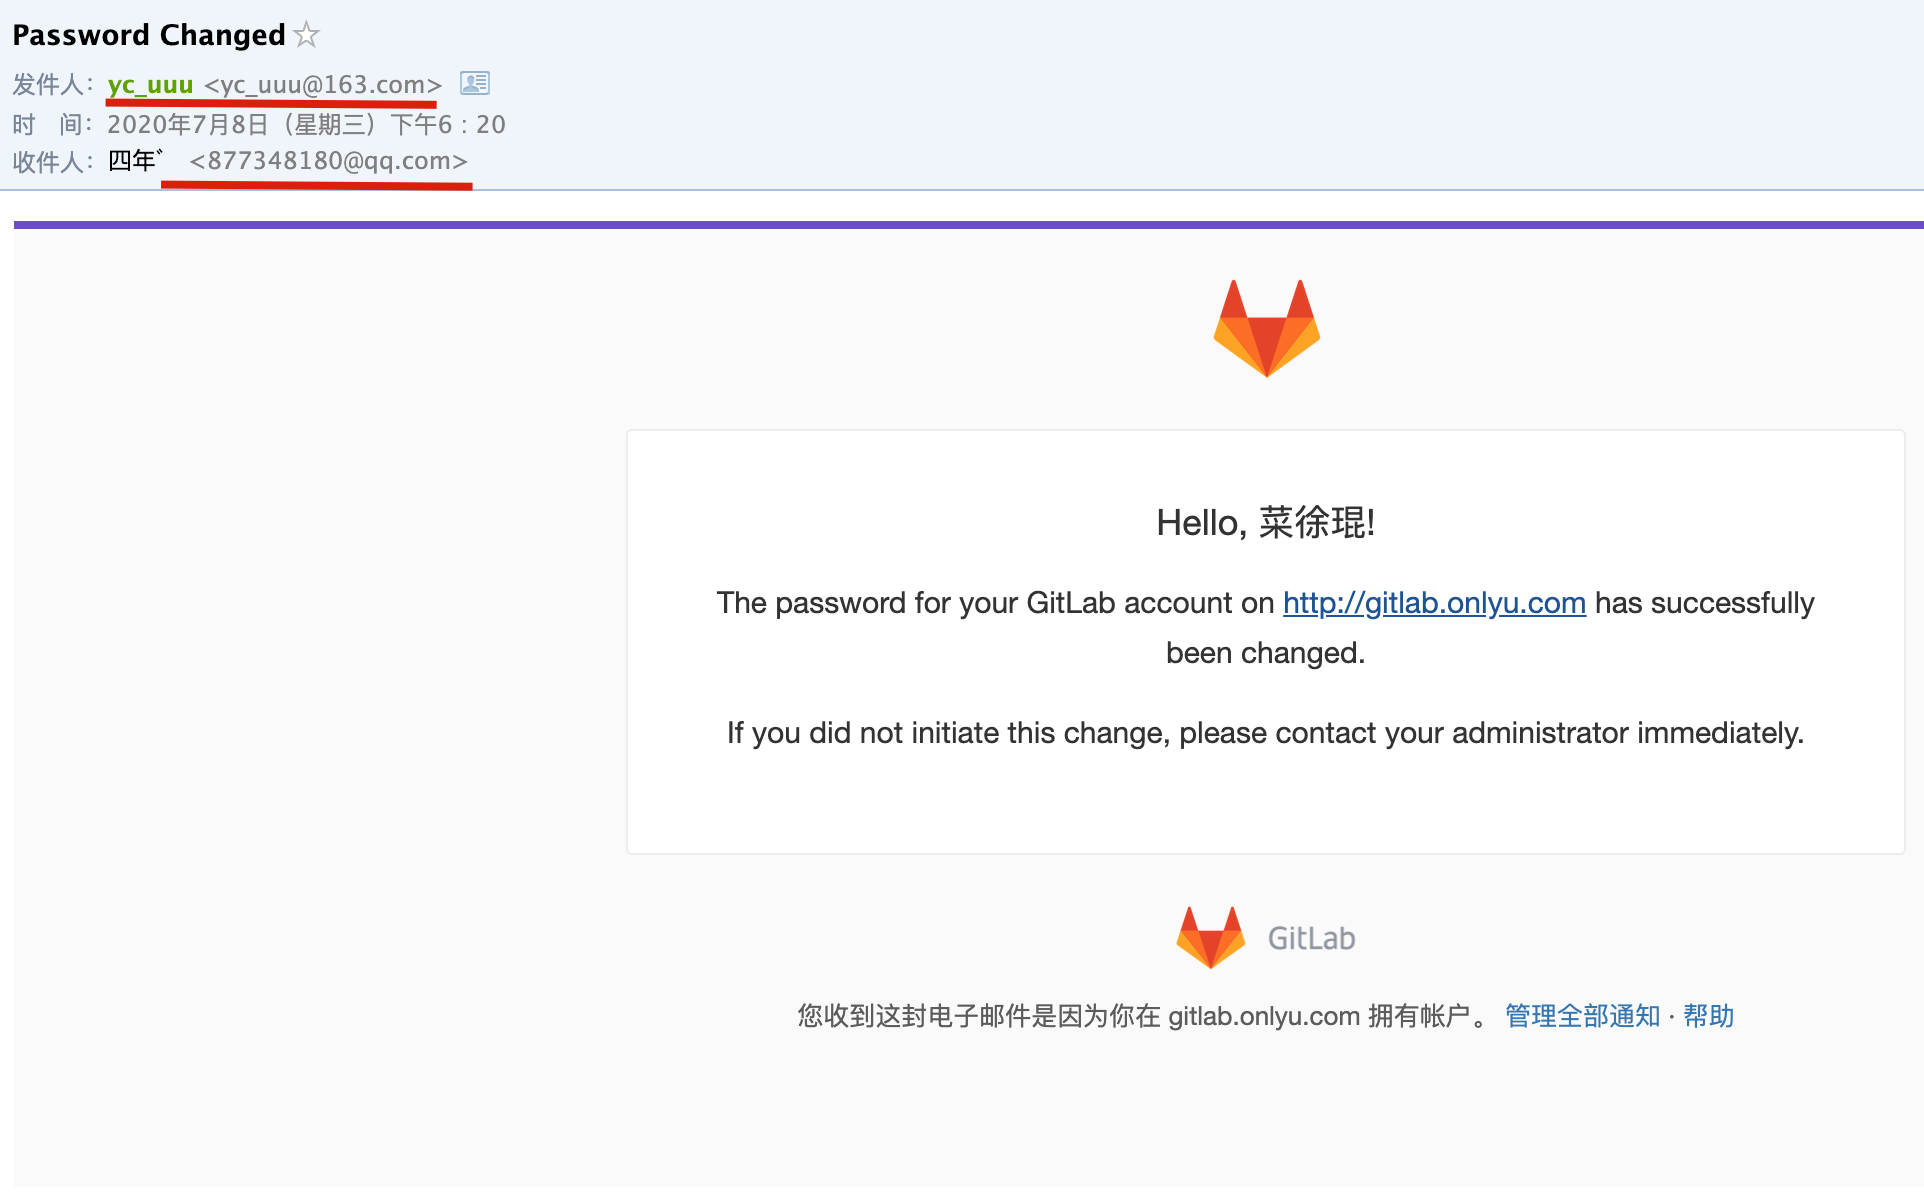 Password Changed
发件人：yc_uuu <yc_uuu@163.com>
时　间：2020年7月8日（星期三）下午6：20
收件人：四年ﾞ <877348180@qq.com>
Hello, 菜徐琨!
The password for your GitLab account on http://gitlab.onlyu.com has successfully
been changed.
If you did not initiate this change, please contact your administrator immediately.
GitLab
您收到这封电子邮件是因为你在 gitlab.onlyu.com 拥有帐户。 管理全部通知 · 帮助